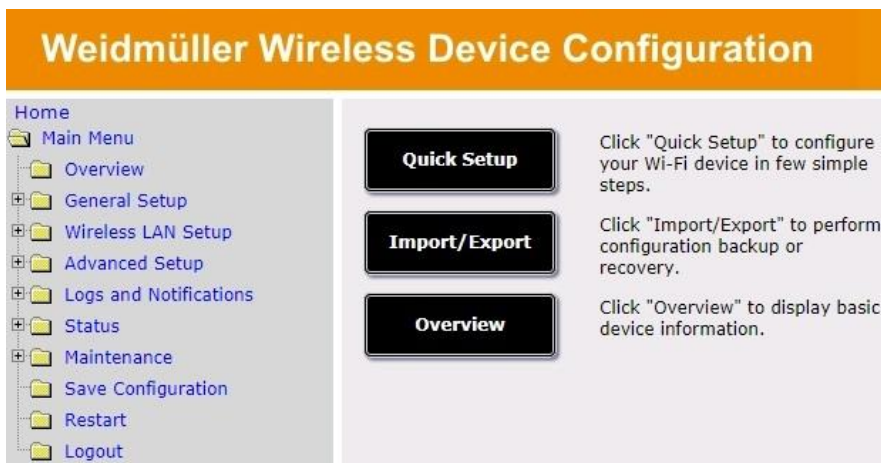 Weidmüller Wireless Device Configuration
Home
Main Menu
Overview
General Setup
Wireless LAN Setup
Advanced Setup
Logs and Notifications
Status
Maintenance
Save Configuration
Restart
Logout
Quick Setup
Click "Quick Setup" to configure
your Wi-Fi device in few simple
steps.
Import/Export
Click "Import/Export" to perform
configuration backup or
recovery.
Overview
Click "Overview" to display basic
device information.